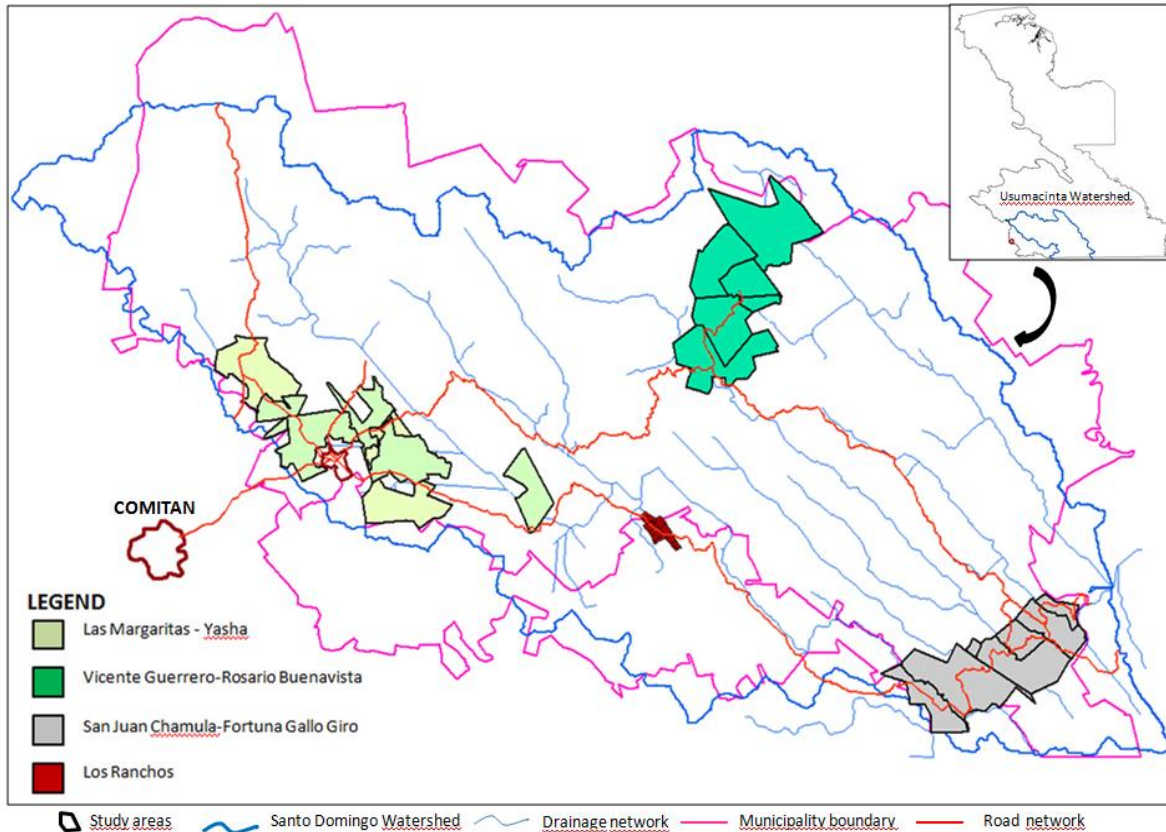 Usumacinta Watershed
COMITAN
LEGEND
Las Margaritas - Yasha
Vicente Guerrero-Rosario Buenavista
San Juan Chamula-Fortuna Gallo Giro
Los Ranchos
Study areas Santo Domingo Watershed Drainage network Municipality boundary Road network